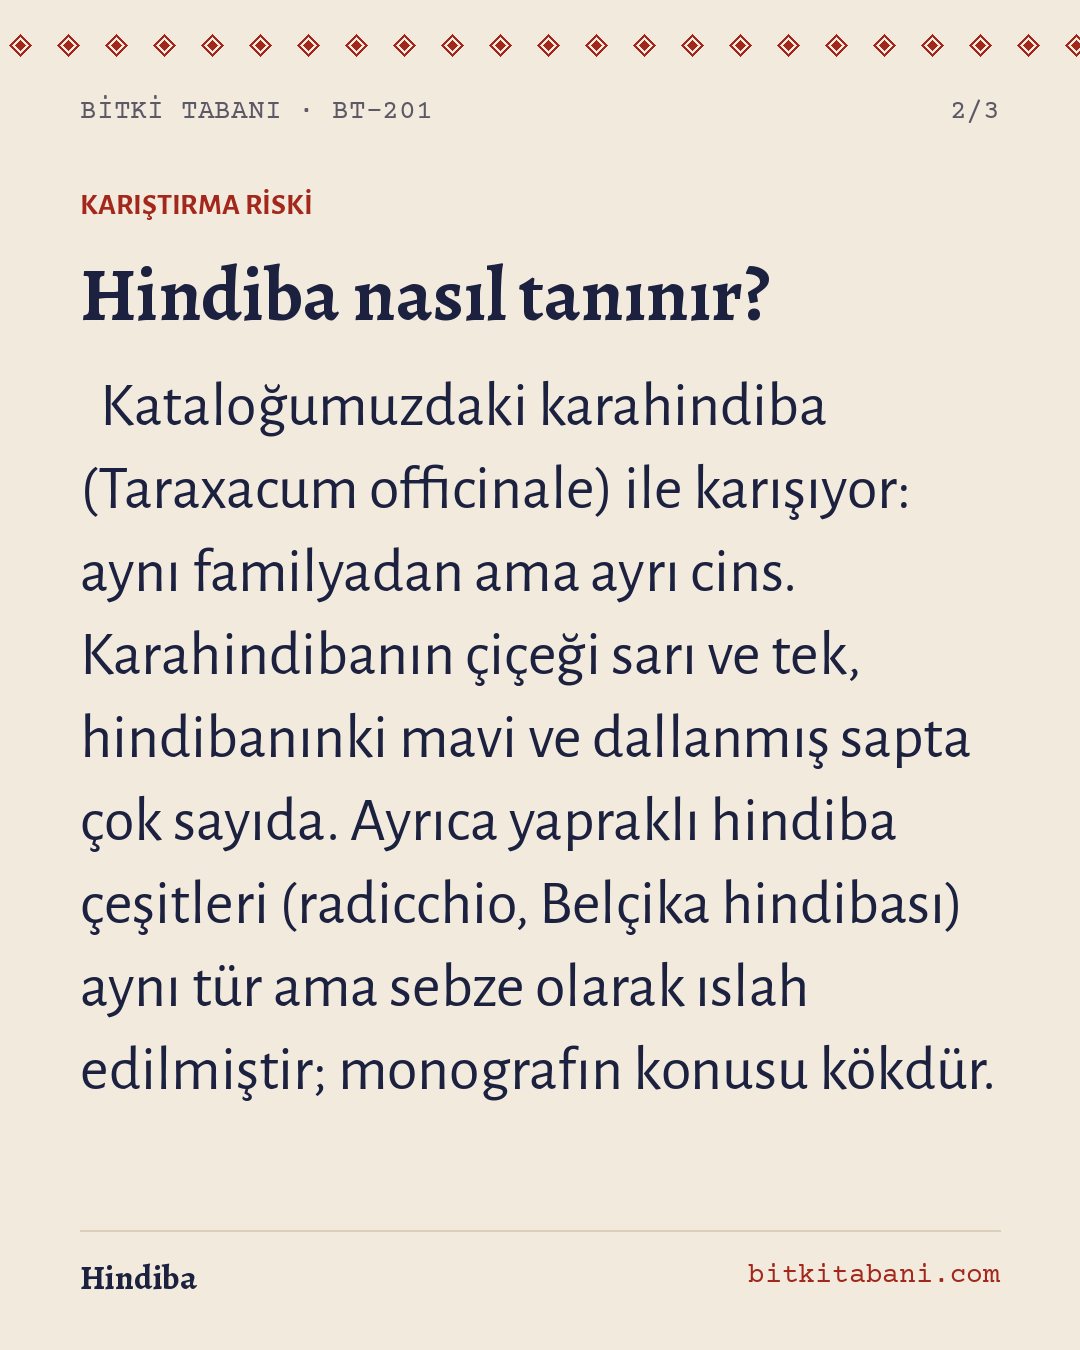 BİTKİ TABANI · BT-201
2/3
KARIŞTIRMA RİSKİ
Hindiba nasıl tanınır?
Kataloğumuzdaki karahindiba
(Taraxacum officinale) ile karışıyor:
aynı familyadan ama ayrı cins.
Karahindibanın çiçeği sarı ve tek,
hindibanınki mavi ve dallanmış sapta
çok sayıda. Ayrıca yapraklı hindiba
çeşitleri (radicchio, Belçika hindibası)
aynı tür ama sebze olarak ıslah
edilmiştir; monografın konusu kökdür.
Hindiba
bitkitabani.com